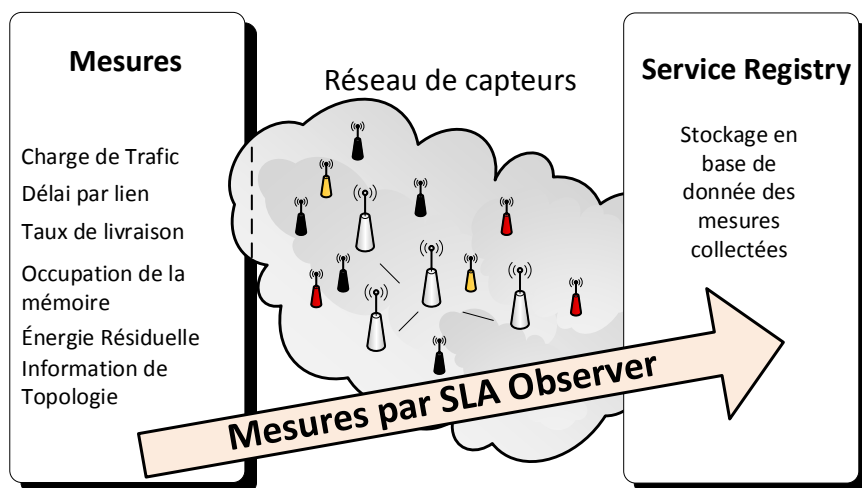 Mesures
Charge de Trafic
Délai par lien
Taux de livraison
Occupation de la
mémoire
Énergie Résiduelle
Information de
Topologie
Réseau de capteurs
Service Registry
Stockage en
base de
donnée des
mesures
collectées
Mesures par SLA Observer